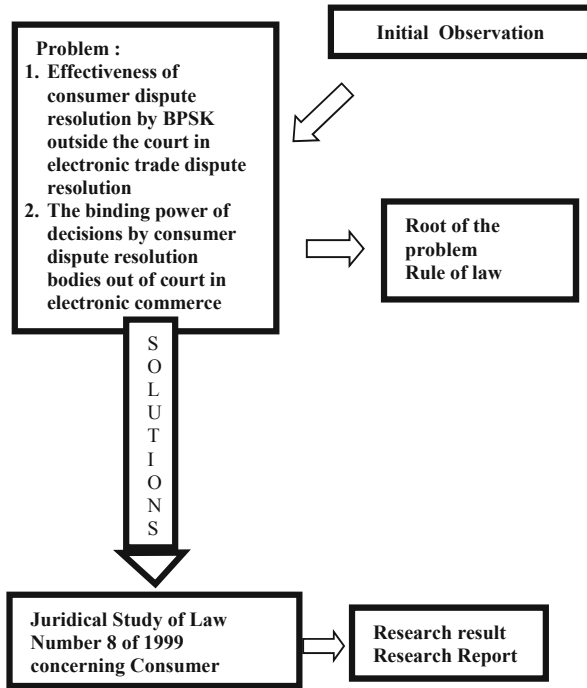 Initial Observation
Problem :
1. Effectiveness of
consumer dispute
resolution by BPSK
outside the court in
electronic trade dispute
resolution
2. The binding power of
decisions by consumer
dispute resolution
bodies out of court in
electronic commerce
Root of the
problem
Rule of law
S
O
L
U
T
I
O
N
S
Juridical Study of Law
Number 8 of 1999
concerning Consumer
Research result
Research Report